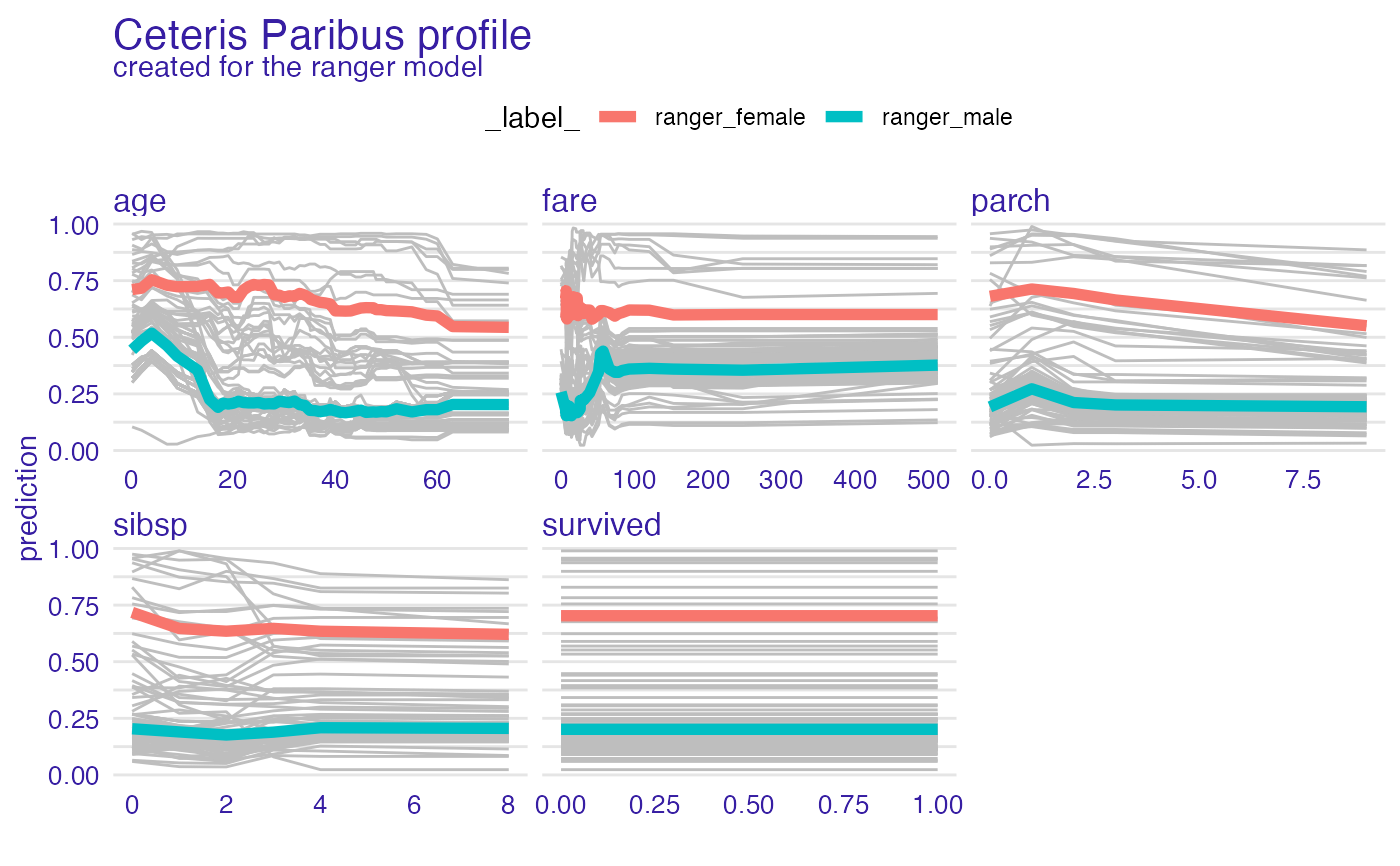 Ceteris Paribus profile
created for the ranger model
_label_ ranger_female ranger_male
age fare parch
1.00
0.75
0.50
0.25
0.00
0 20 40 60 0 100 200 300 400 500 0.0 2.5 5.0 7.5
prediction
sibsp survived
1.00
0.75
0.50
0.25
0.00
0 2 4 6 8 0.00 0.25 0.50 0.75 1.00